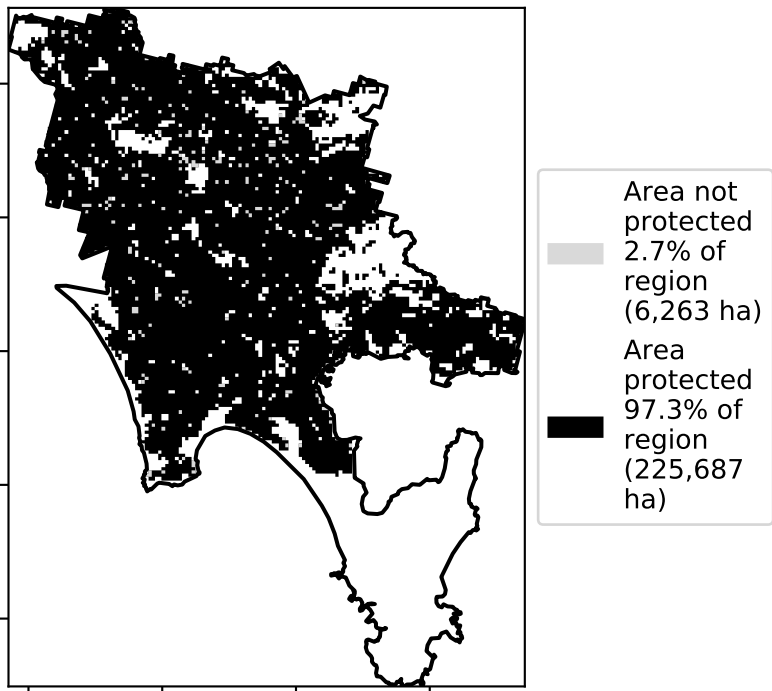 Area not
protected
2.7% of
region
(6,263 ha)
Area
protected
97.3% of
region
(225,687
ha)